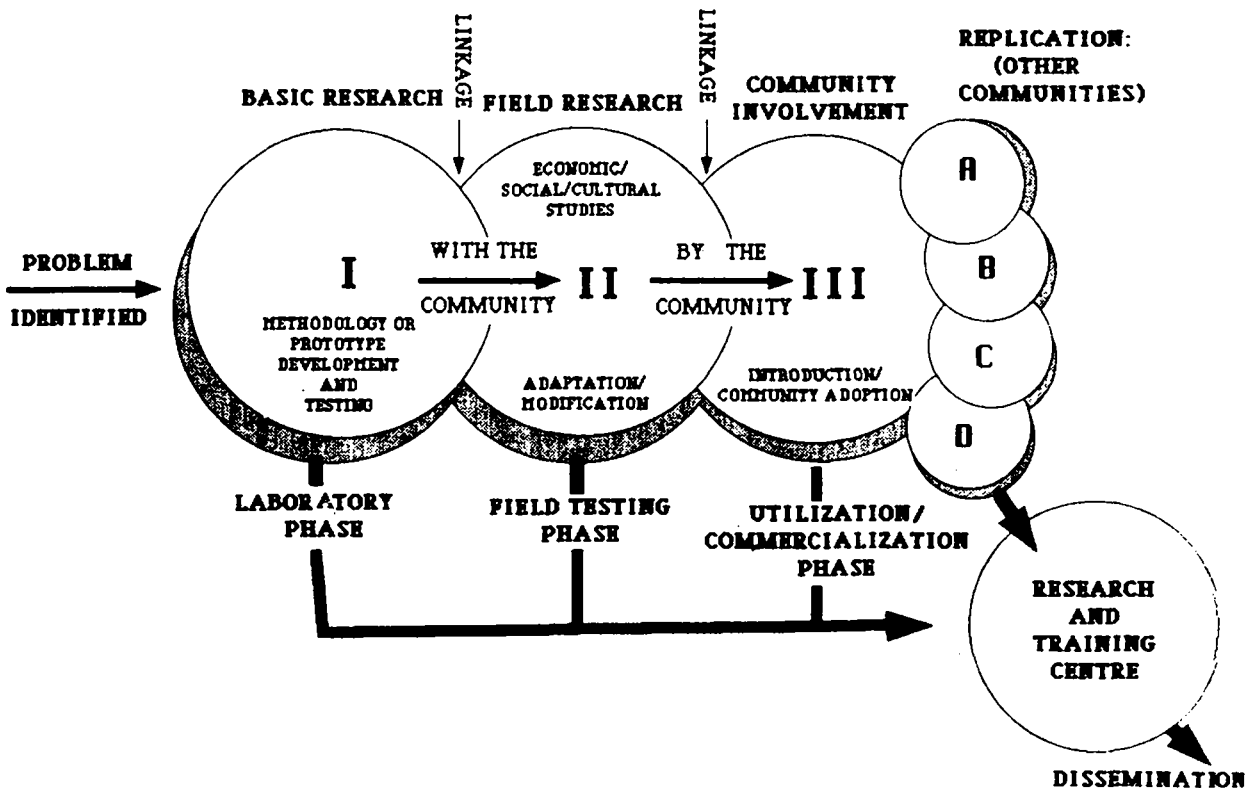 LINKAGE
LINKAGE
REPLICATION:
(OTHER
COMMUNITIES)
BASIC RESEARCH
FIELD RESEARCH
COMMUNITY
INVOLVEMENT
PROBLEM
IDENTIFIED
I
METHODOLOGY OR
PROTOTYPE
DEVELOPMENT
AND
TESTING
WITH THE
COMMUNITY
ECONOMIC/
SOCIAL/CULTURAL
STUDIES
II
ADAPTATION/
MODIFICATION
BY THE
COMMUNITY
III
INTRODUCTION/
COMMUNITY ADOPTION
A
B
C
D
LABORATORY
PHASE
FIELD TESTING
PHASE
UTILIZATION/
COMMERCIALIZATION
PHASE
RESEARCH
AND
TRAINING
CENTRE
DISSEMINATION